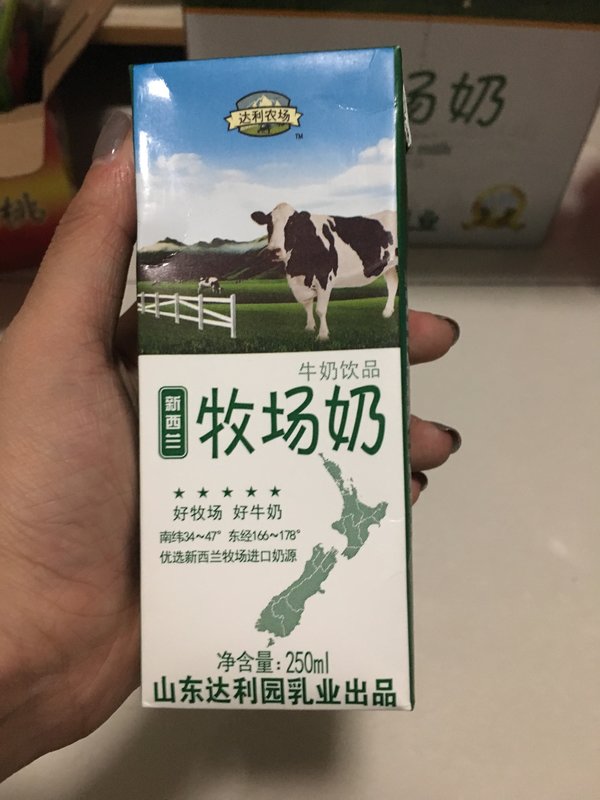 达利农场
TM
牛奶饮品
新西兰
牧场奶
★ ★ ★ ★ ★
好牧场 好牛奶
南纬34~47° 东经166~178°
优选新西兰牧场进口奶源
净含量:250ml
山东达利园乳业出品
场奶
业
桃